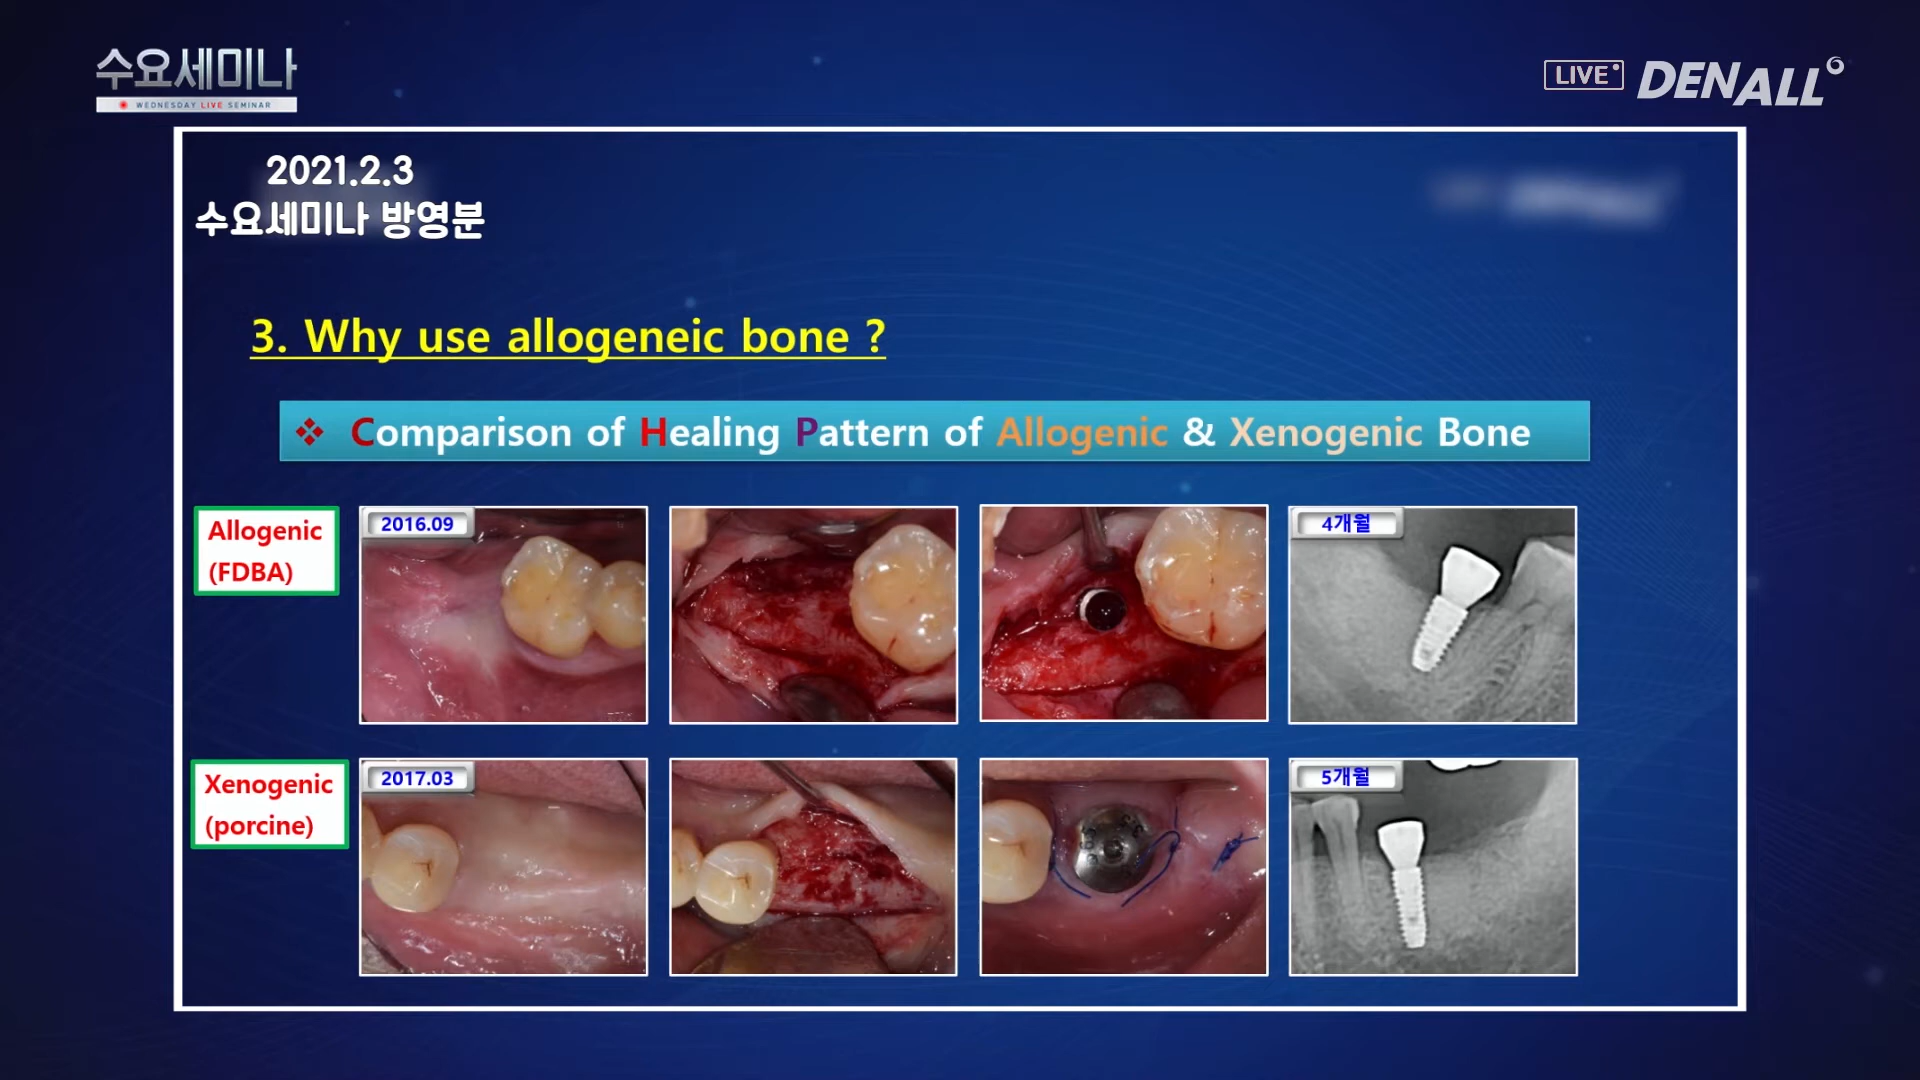 수요세미나
WEDNESDAY LIVE SEMINAR
LIVE DENALL
2021.2.3
수요세미나 방영분
3. Why use allogeneic bone ?
❖ Comparison of Healing Pattern of Allogenic & Xenogenic Bone
Allogenic
(FDBA)
2016.09
4개월
Xenogenic
(porcine)
2017.03
5개월